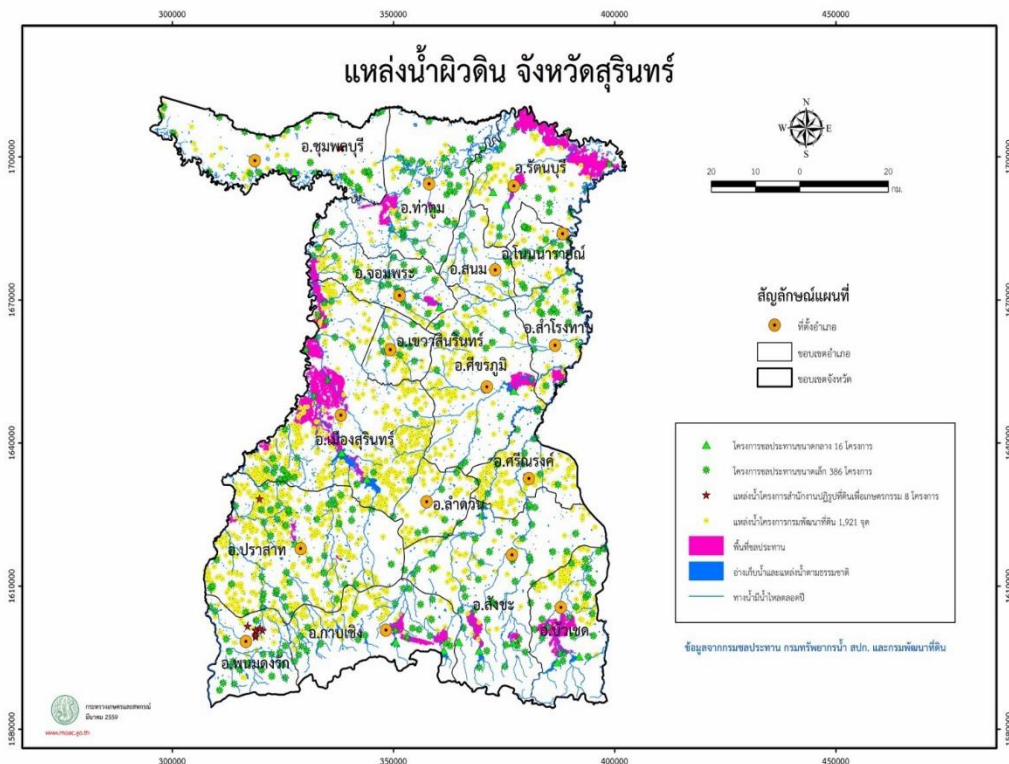 300000 350000 400000 450000
แหล่งน้ำผิวดิน จังหวัดสุรินทร์
N
W E
S
20 10 0 20
กม.
1700000 1700000
1670000 1670000
1640000 1640000
1610000 1610000
1580000 1580000
อ.ชุมพลบุรี
อ.รัตนบุรี
อ.ท่าตูม
อ.โนนนารายณ์
อ.สนม
อ.จอมพระ
อ.สำโรงทาบ
อ.เขวาสินรินทร์
อ.ศีขรภูมิ
อ.เมืองสุรินทร์
อ.ศรีณรงค์
อ.ลำดวน
อ.ปราสาท
อ.สังขะ
อ.กาบเชิง
อ.บัวเชด
อ.พนมดงรัก
สัญลักษณ์แผนที่
ที่ตั้งอำเภอ
ขอบเขตอำเภอ
ขอบเขตจังหวัด
โครงการชลประทานขนาดกลาง 16 โครงการ
โครงการชลประทานขนาดเล็ก 386 โครงการ
แหล่งน้ำโครงการสำนักงานปฏิรูปที่ดินเพื่อเกษตรกรรม 8 โครงการ
แหล่งน้ำโครงการกรมพัฒนาที่ดิน 1,921 จุด
พื้นที่ชลประทาน
อ่างเก็บน้ำและแหล่งน้ำตามธรรมชาติ
ทางน้ำมีน้ำไหลตลอดปี
ข้อมูลจากกรมชลประทาน กรมทรัพยากรน้ำ สปก. และกรมพัฒนาที่ดิน
กระทรวงเกษตรและสหกรณ์
มีนาคม 2559
www.moac.go.th
300000 350000 400000 450000